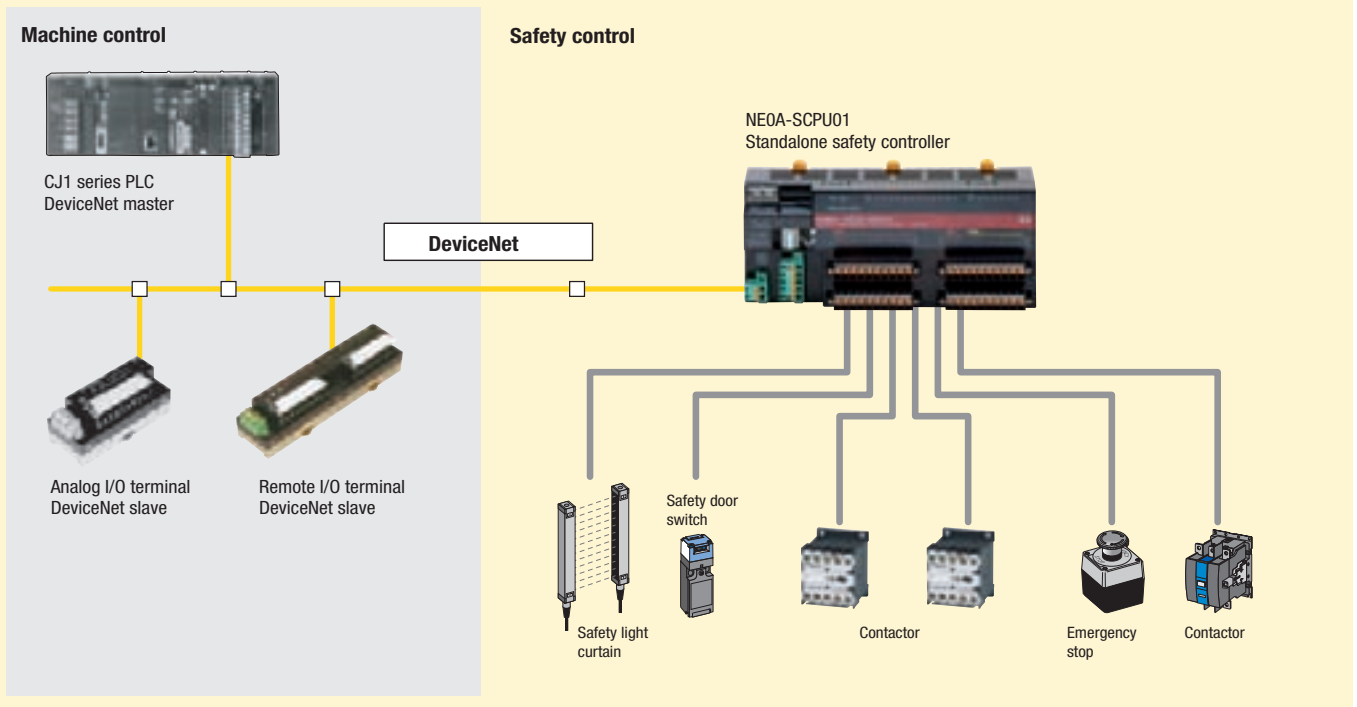 Machine control
Safety control
CJ1 series PLC
DeviceNet master
NE0A-SCPU01
Standalone safety controller
DeviceNet
Analog I/O terminal
DeviceNet slave
Remote I/O terminal
DeviceNet slave
Safety door
switch
Safety light
curtain
Contactor
Emergency
stop
Contactor